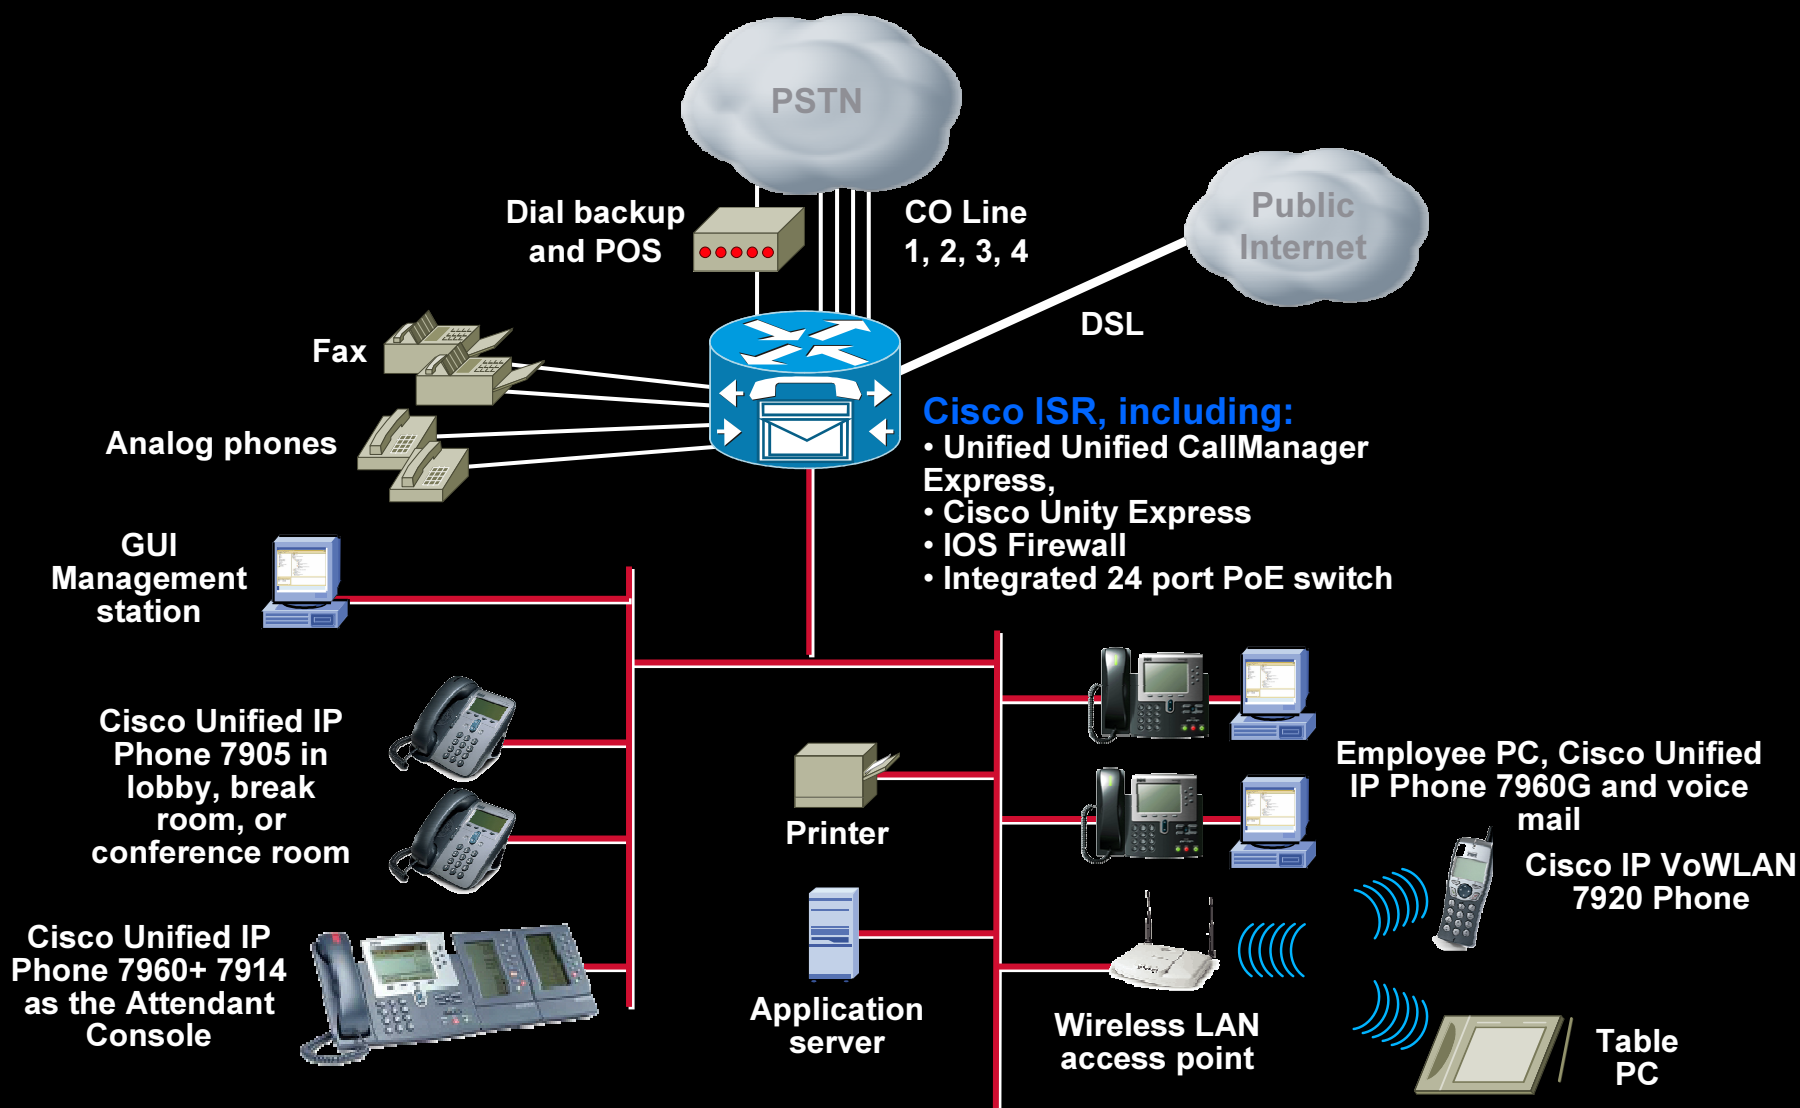 PSTN
Dial backup
and POS
CO Line
1, 2, 3, 4
Public
Internet
DSL
Fax
Analog phones
Cisco ISR, including:
• Unified Unified CallManager
Express,
• Cisco Unity Express
• IOS Firewall
• Integrated 24 port PoE switch
GUI
Management
station
Cisco Unified IP
Phone 7905 in
lobby, break
room, or
conference room
Printer
Employee PC, Cisco Unified
IP Phone 7960G and voice
mail
Cisco IP VoWLAN
7920 Phone
Cisco Unified IP
Phone 7960+ 7914
as the Attendant
Console
Application
server
Wireless LAN
access point
Table
PC